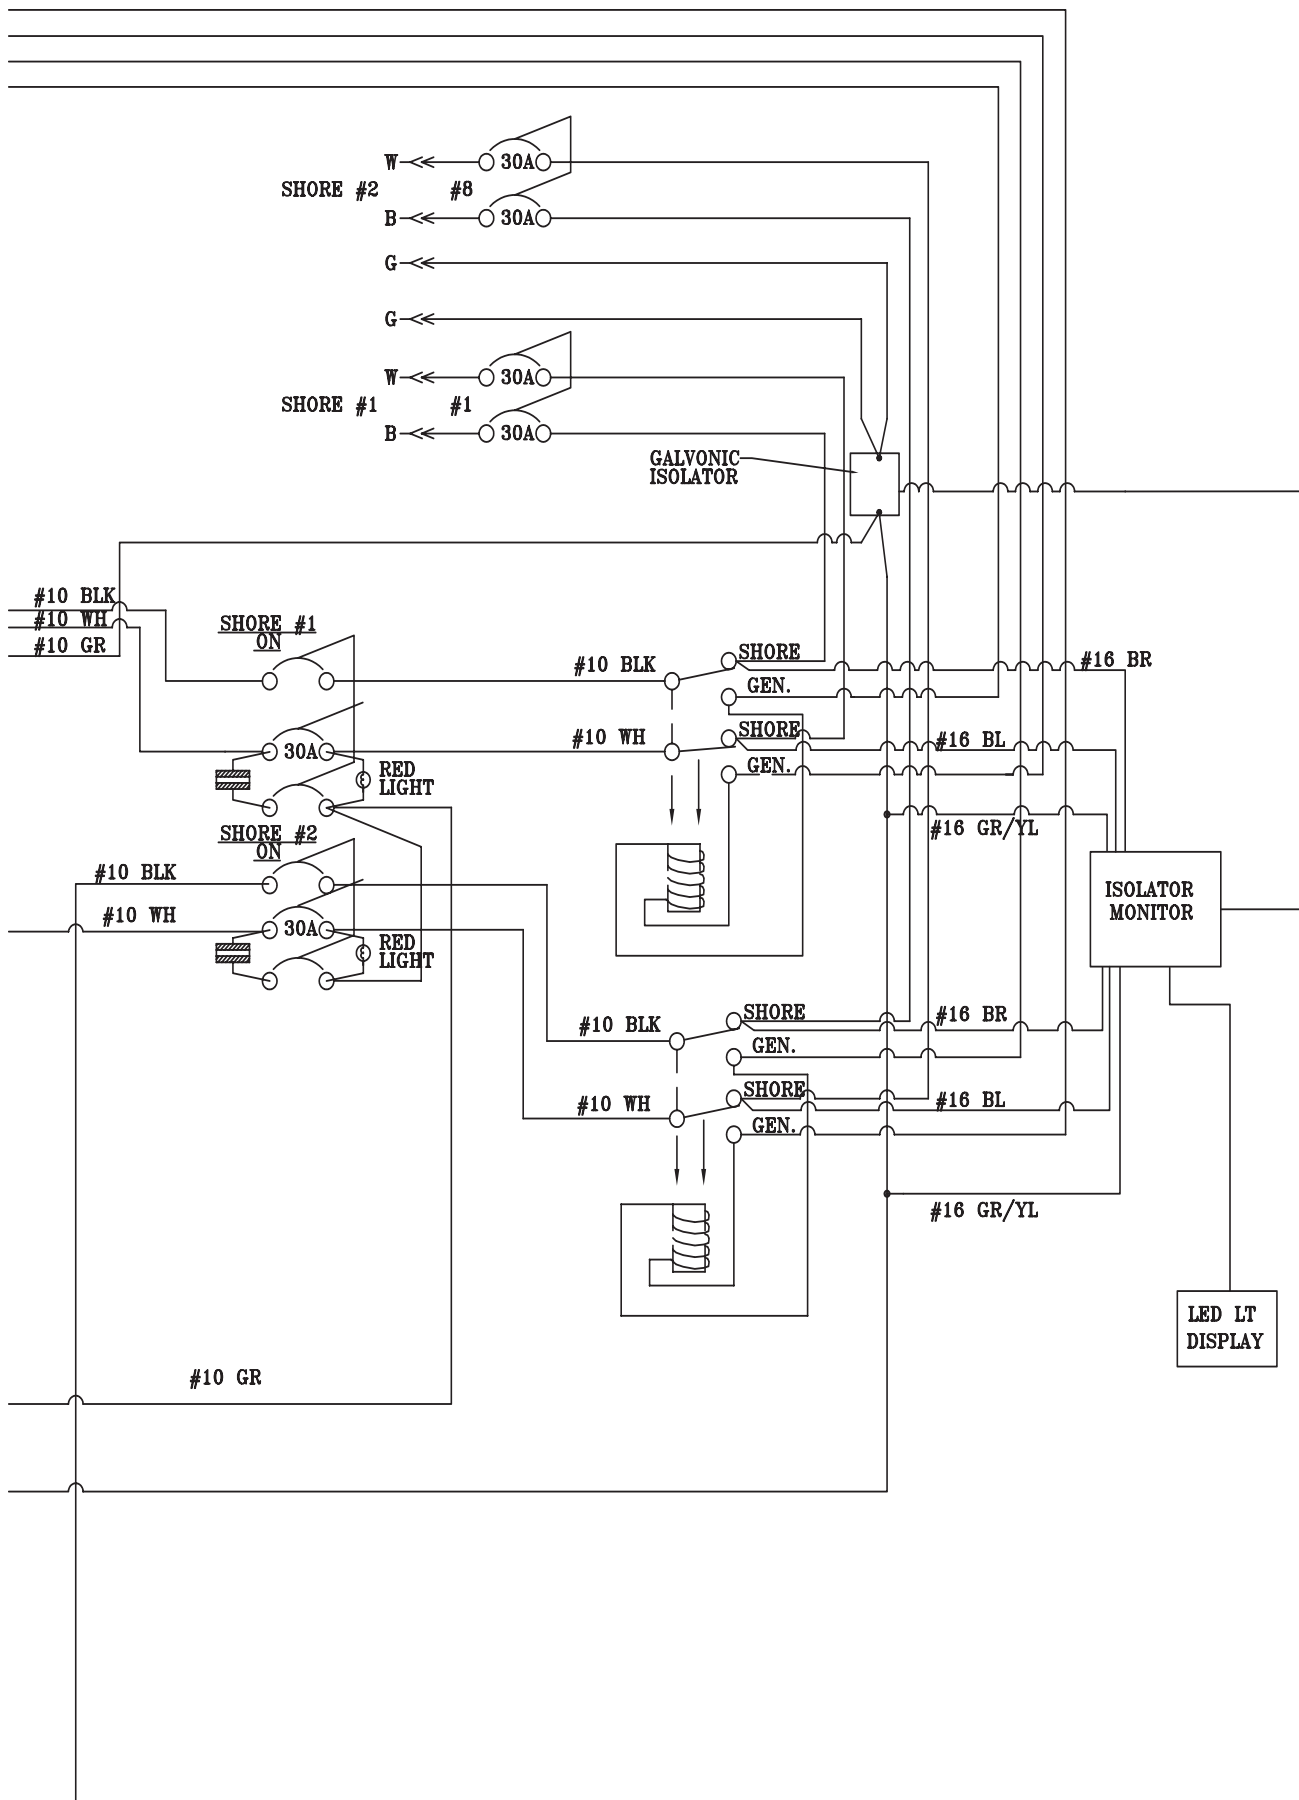 W
30A
SHORE #2
#8
B
30A
G
G
W
30A
SHORE #1
#1
B
30A
GALVONIC
ISOLATOR
#10 BLK
#10 WH
#10 GR
SHORE #1
ON
#10 BLK
SHORE
#16 BR
GEN.
30A
#10 WH
SHORE
#16 BL
GEN.
RED
LIGHT
#16 GR/YL
SHORE #2
ON
#10 BLK
ISOLATOR
MONITOR
#10 WH
30A
RED
LIGHT
SHORE
#16 BR
#10 BLK
GEN.
SHORE
#16 BL
#10 WH
GEN.
#16 GR/YL
LED LT
DISPLAY
#10 GR